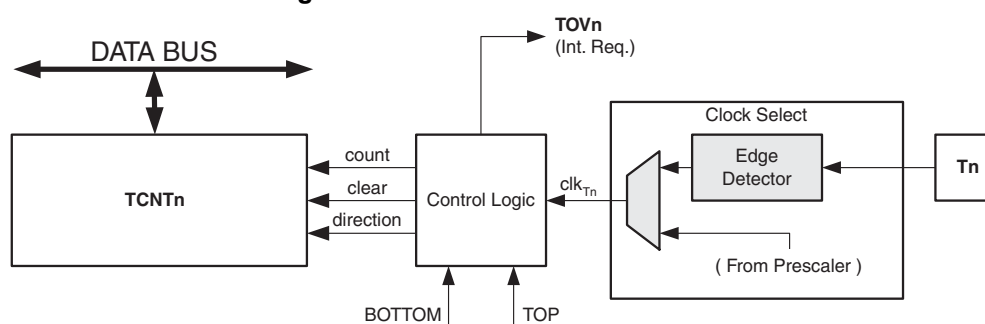 TOVn
(Int. Req.)
DATA BUS
Clock Select
count
Edge
Detector
Tn
clear
TCNTn
Control Logic
clkTn
direction
( From Prescaler )
BOTTOM
TOP